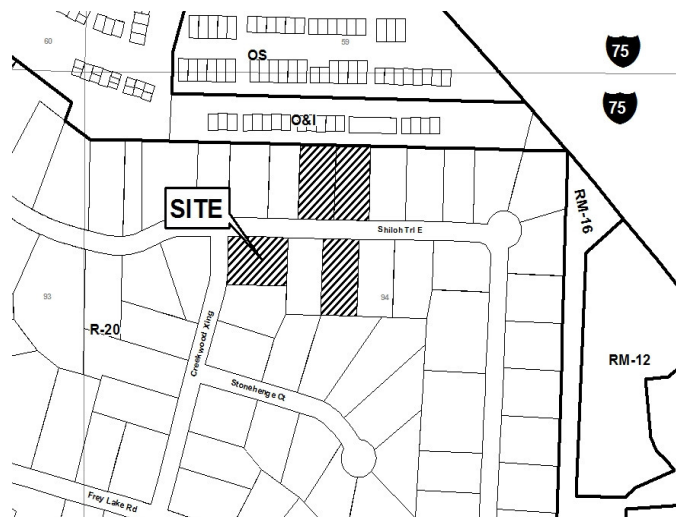 60
59
75
OS
75
O&I
RM-16
SITE
Shiloh Trl E
93
94
R-20
Creekwood Xing
RM-12
Stonehenge Ct
Frey Lake Rd